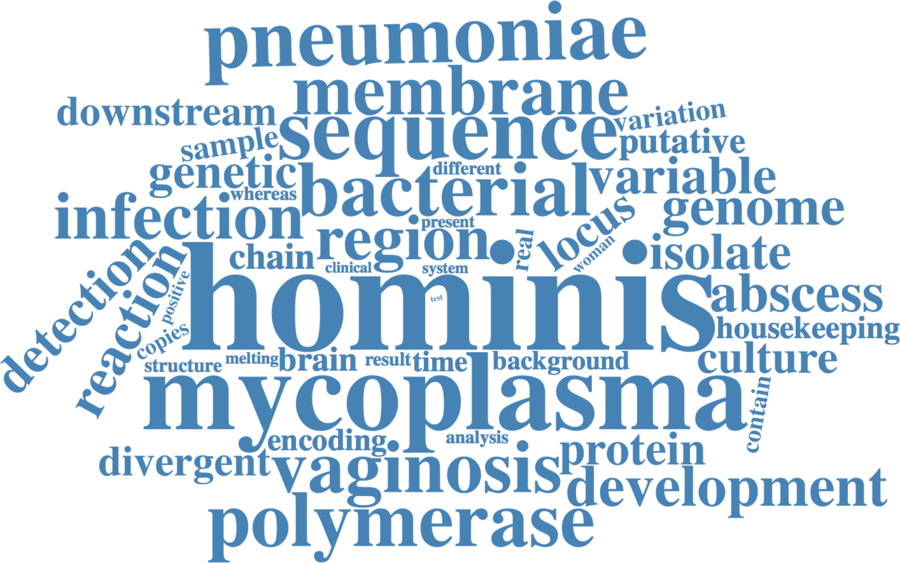 pneumoniae
membrane
downstream
variation
sequence
sample
putative
different
genetic
variable
whereas
bacterial
infection
genome
present
locus
region
real
chain
woman
isolate
clinical
system
detection
reaction
positive
hominis
test
abscess
copies
housekeeping
structure
melting
brain
result
time
background
culture
mycoplasma
contain
encoding
analysis
protein
divergent
vaginosis
development
polymerase